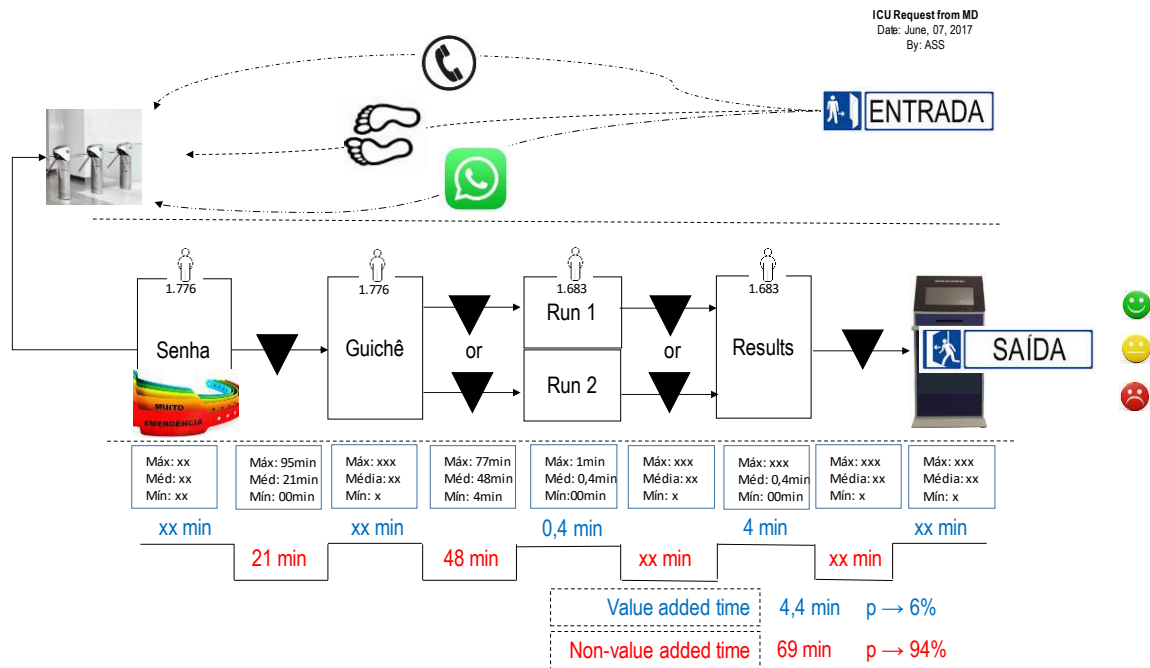 ICU Request from MD
Date: June, 07, 2017
By: ASS
ENTRADA
1.776
1.776
1.683
1.683
Senha
Guichê
or
Run 1
Run 2
or
Results
SAÍDA
MUITO
EMERGÊNCIA
Máx: xx
Méd: xx
Mín: xx
Máx: 95min
Méd: 21min
Mín: 00min
Máx: xxx
Média: xx
Mín: x
Máx: 77min
Méd: 48min
Mín: 4min
Máx: 1min
Méd: 0,4min
Mín:00min
Máx: xxx
Média: xx
Mín: x
Máx: xxx
Méd: 0,4min
Mín: 00min
Máx: xxx
Média: xx
Mín: x
Máx: xxx
Média: xx
Mín: x
xx min
21 min
xx min
48 min
0,4 min
xx min
4 min
xx min
xx min
Value added time 4,4 min p → 6%
Non-value added time 69 min p → 94%